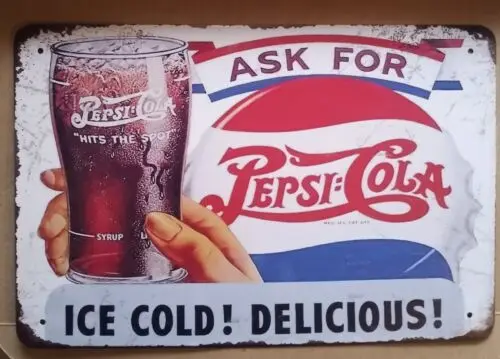 ASK FOR
PEPSI:COLA
PEPSI:COLA
"HITS THE SPOT"
SYRUP
ICE COLD! DELICIOUS!